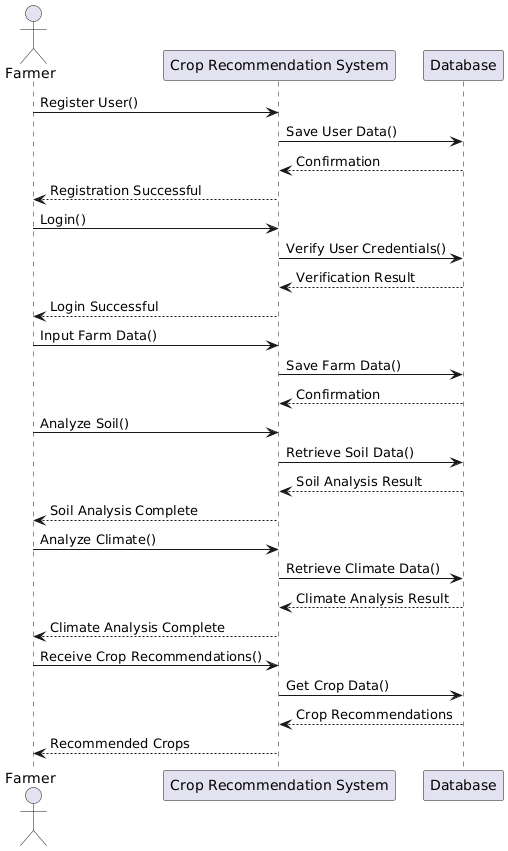 Farmer
Crop Recommendation System
Database
Register User()
Save User Data()
Confirmation
Registration Successful
Login()
Verify User Credentials()
Verification Result
Login Successful
Input Farm Data()
Save Farm Data()
Confirmation
Analyze Soil()
Retrieve Soil Data()
Soil Analysis Result
Soil Analysis Complete
Analyze Climate()
Retrieve Climate Data()
Climate Analysis Result
Climate Analysis Complete
Receive Crop Recommendations()
Get Crop Data()
Crop Recommendations
Recommended Crops
Farmer
Crop Recommendation System
Database